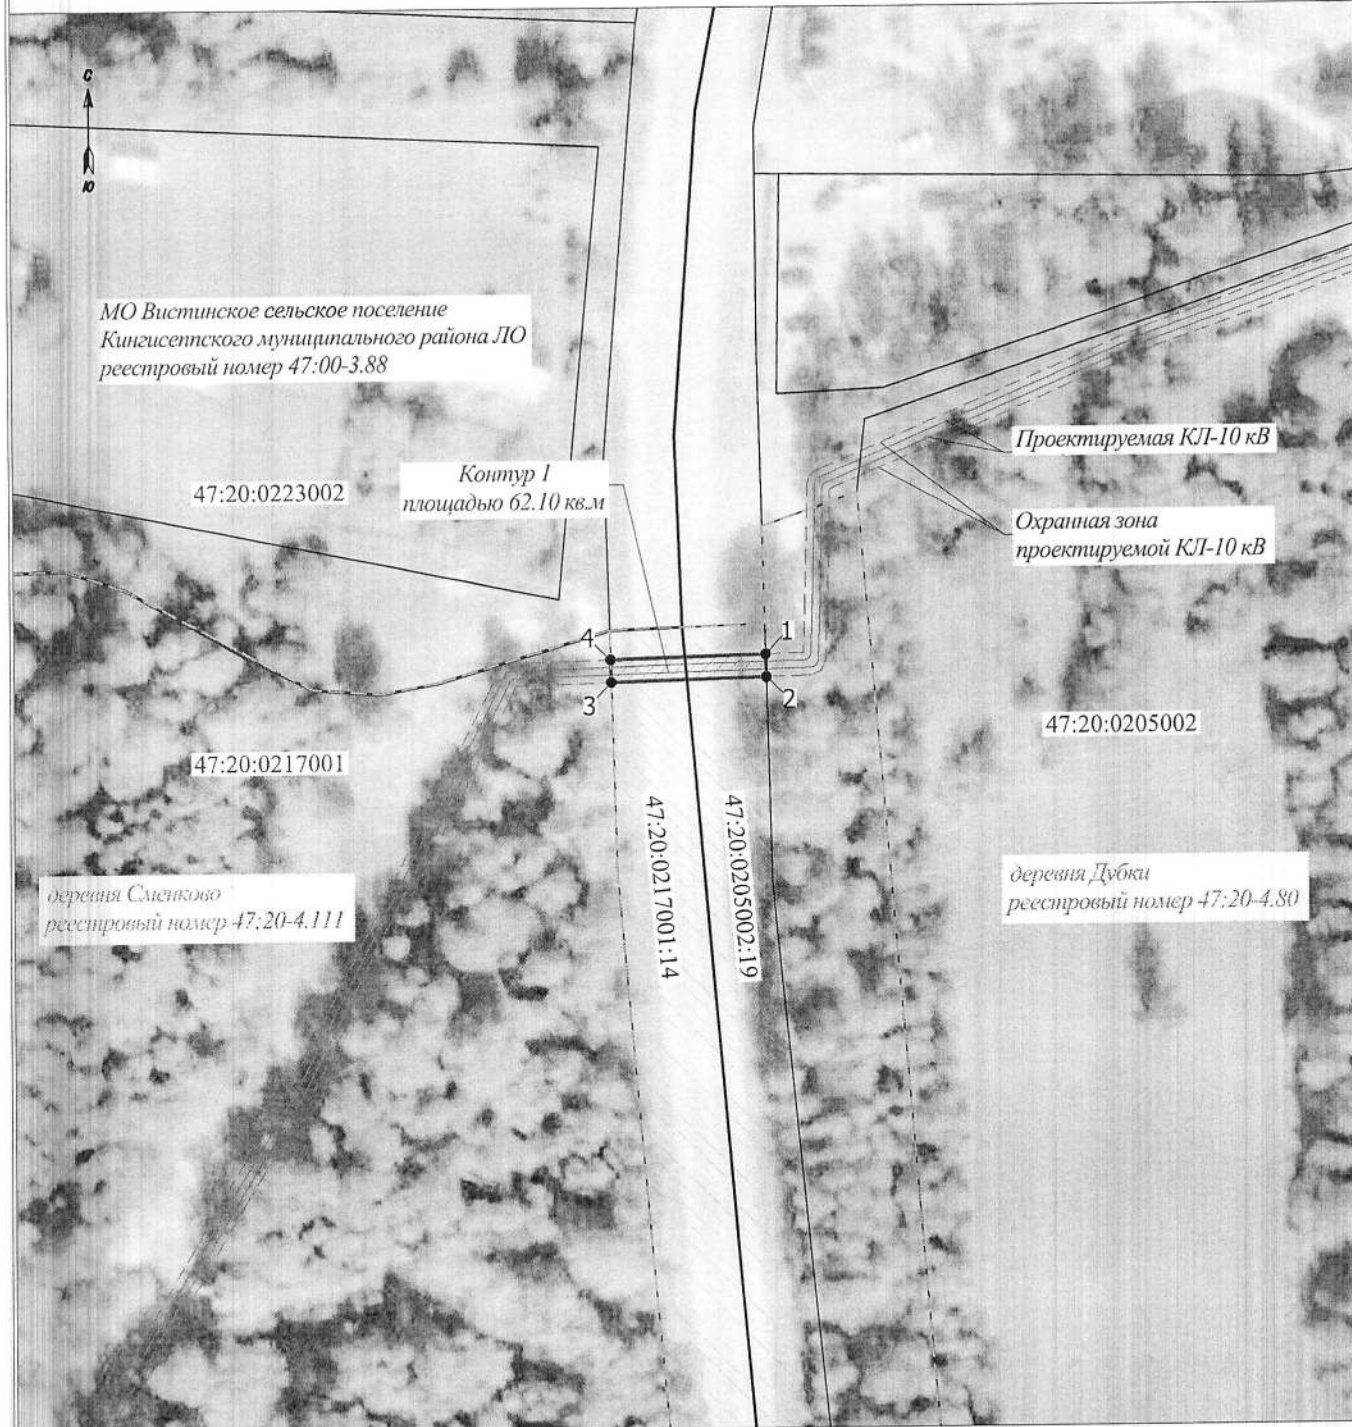 С
Ю
МО Вистинское сельское поселение
Кингисеппского муниципального района ЛО
реестровый номер 47:00-3.88
Проектируемая КЛ-10 кВ
Контур 1
площадью 62.10 кв.м
47:20:0223002
Охранная зона
проектируемой КЛ-10 кВ
4
1
3
2
47:20:0205002
47:20:0217001
47:20:0217001:14
47:20:0205002:19
деревня Дубки
реестровый номер 47:20-4.80
деревня Сменково
реестровый номер 47:20-4.111